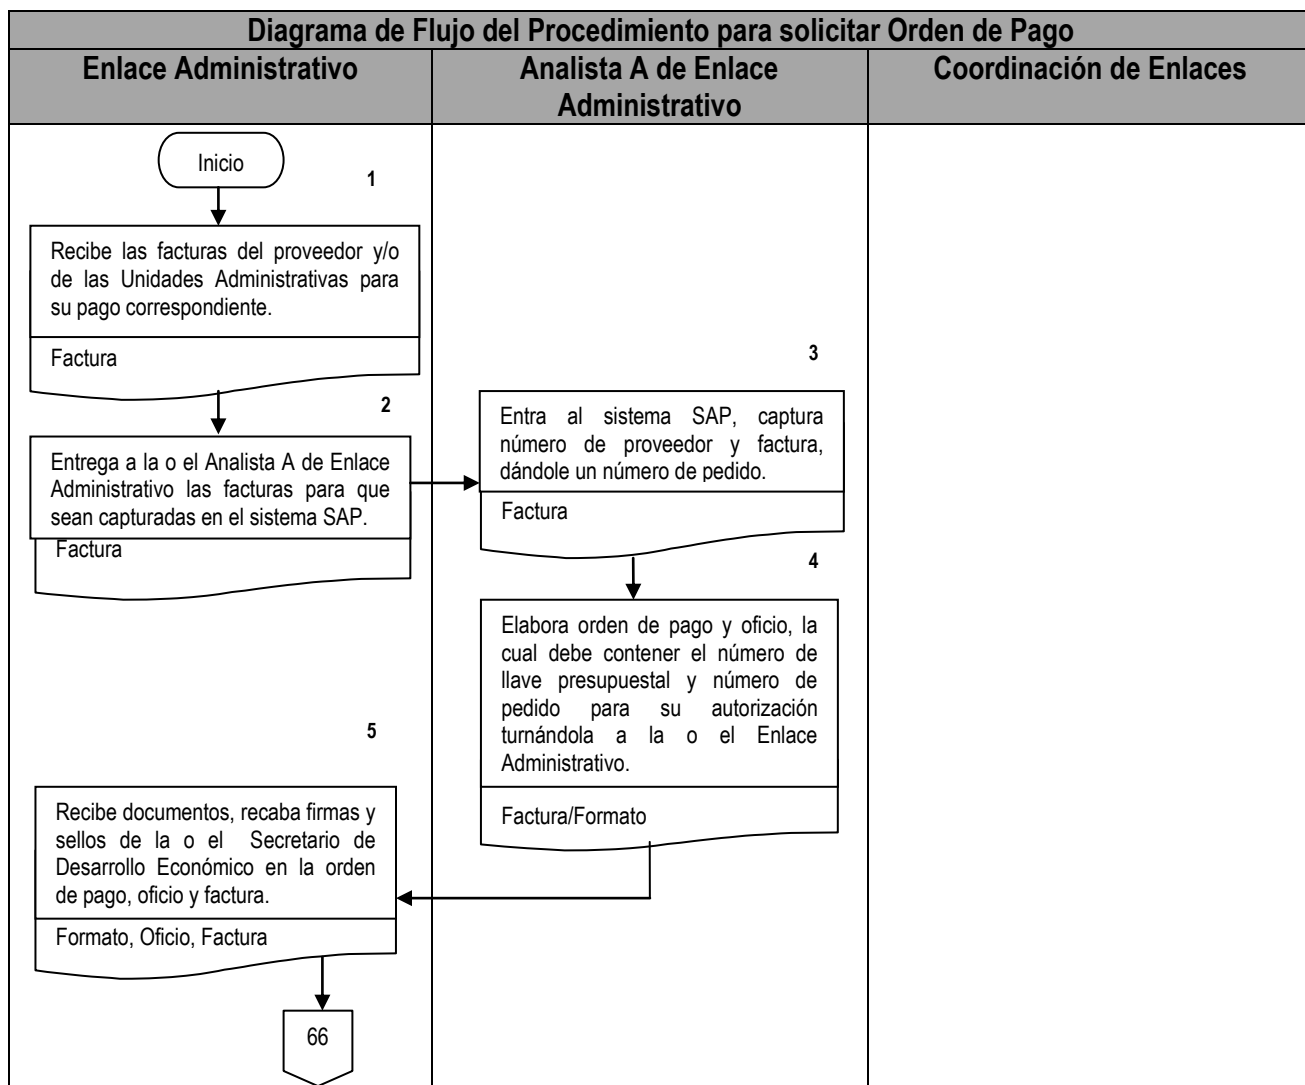 Diagrama de Flujo del Procedimiento para solicitar Orden de Pago
Enlace Administrativo
Analista A de Enlace
Administrativo
Coordinación de Enlaces
Inicio
1
Recibe las facturas del proveedor y/o
de las Unidades Administrativas para
su pago correspondiente.
Factura
2
Entrega a la o el Analista A de Enlace
Administrativo las facturas para que
sean capturadas en el sistema SAP.
Factura
3
Entra al sistema SAP, captura
número de proveedor y factura,
dándole un número de pedido.
Factura
4
Elabora orden de pago y oficio, la
cual debe contener el número de
llave presupuestal y número de
pedido para su autorización
turnándola a la o el Enlace
Administrativo.
Factura/Formato
5
Recibe documentos, recaba firmas y
sellos de la o el Secretario de
Desarrollo Económico en la orden
de pago, oficio y factura.
Formato, Oficio, Factura
66